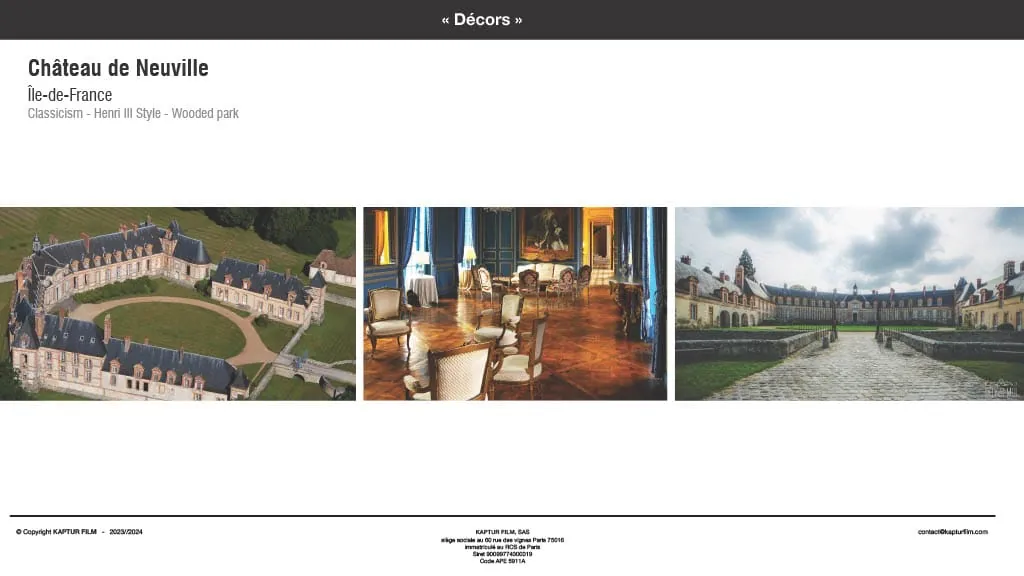 « Décors »
Château de Neuville
Île-de-France
Classicism - Henri III Style - Wooded park
© Copyright KAPTUR FILM - 2023//2024
KAPTUR FILM, SAS
siège sociale au 60 rue des vignes Paris 75016
immatriculé au RCS de Paris
Siret 90099774000019
Code APE 5911A
contact@kapturfilm.com